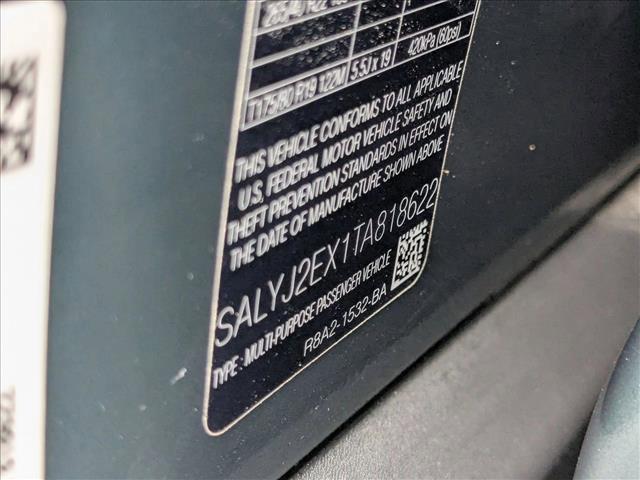 T175/80 R19 122M 5.5J x 19 420kPa (60psi)
THIS VEHICLE CONFORMS TO ALL APPLICABLE
U.S. FEDERAL MOTOR VEHICLE SAFETY AND
THEFT PREVENTION STANDARDS IN EFFECT ON
THE DATE OF MANUFACTURE SHOWN ABOVE
SALYJ2EX1TA818622
TYPE : MULTI-PURPOSE PASSENGER VEHICLE
R8A2-1532-BA